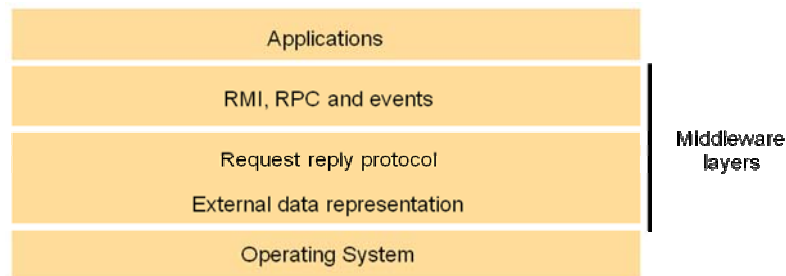 Applications
RMI, RPC and events
Request reply protocol
External data representation
Operating System
Middleware
layers